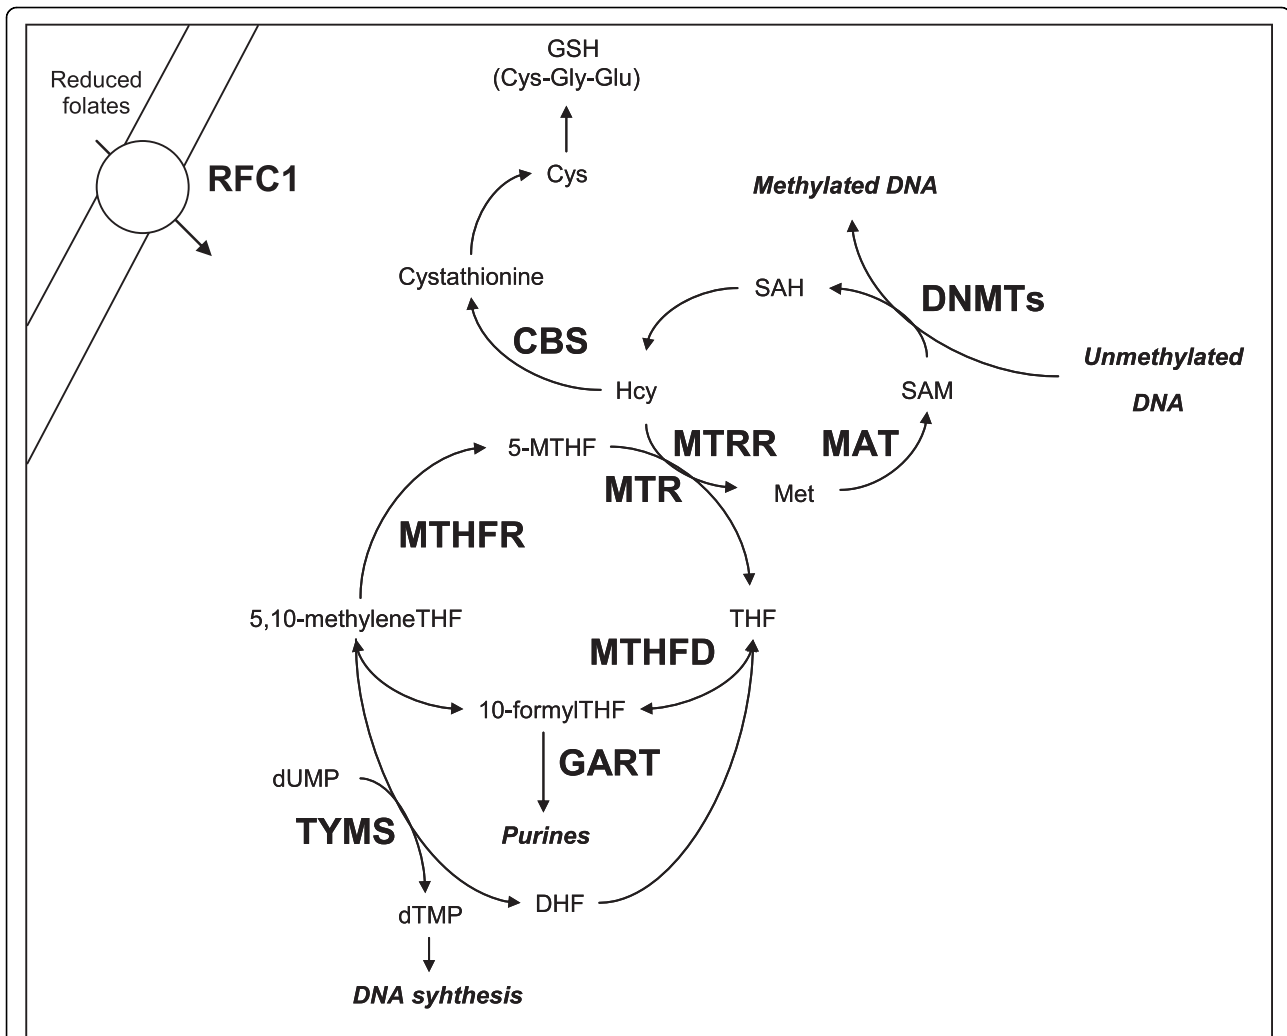 GSH
(Cys-Gly-Glu)
Reduced
folates
RFC1
Cys
Methylated DNA
Cystathionine
SAH
DNMTs
CBS
Unmethylated
DNA
Hcy
SAM
5-MTHF
MTRR
MAT
MTR
Met
MTHFR
5,10-methyleneTHF
THF
MTHFD
10-formylTHF
GART
dUMP
TYMS
Purines
DHF
dTMP
DNA syhthesis